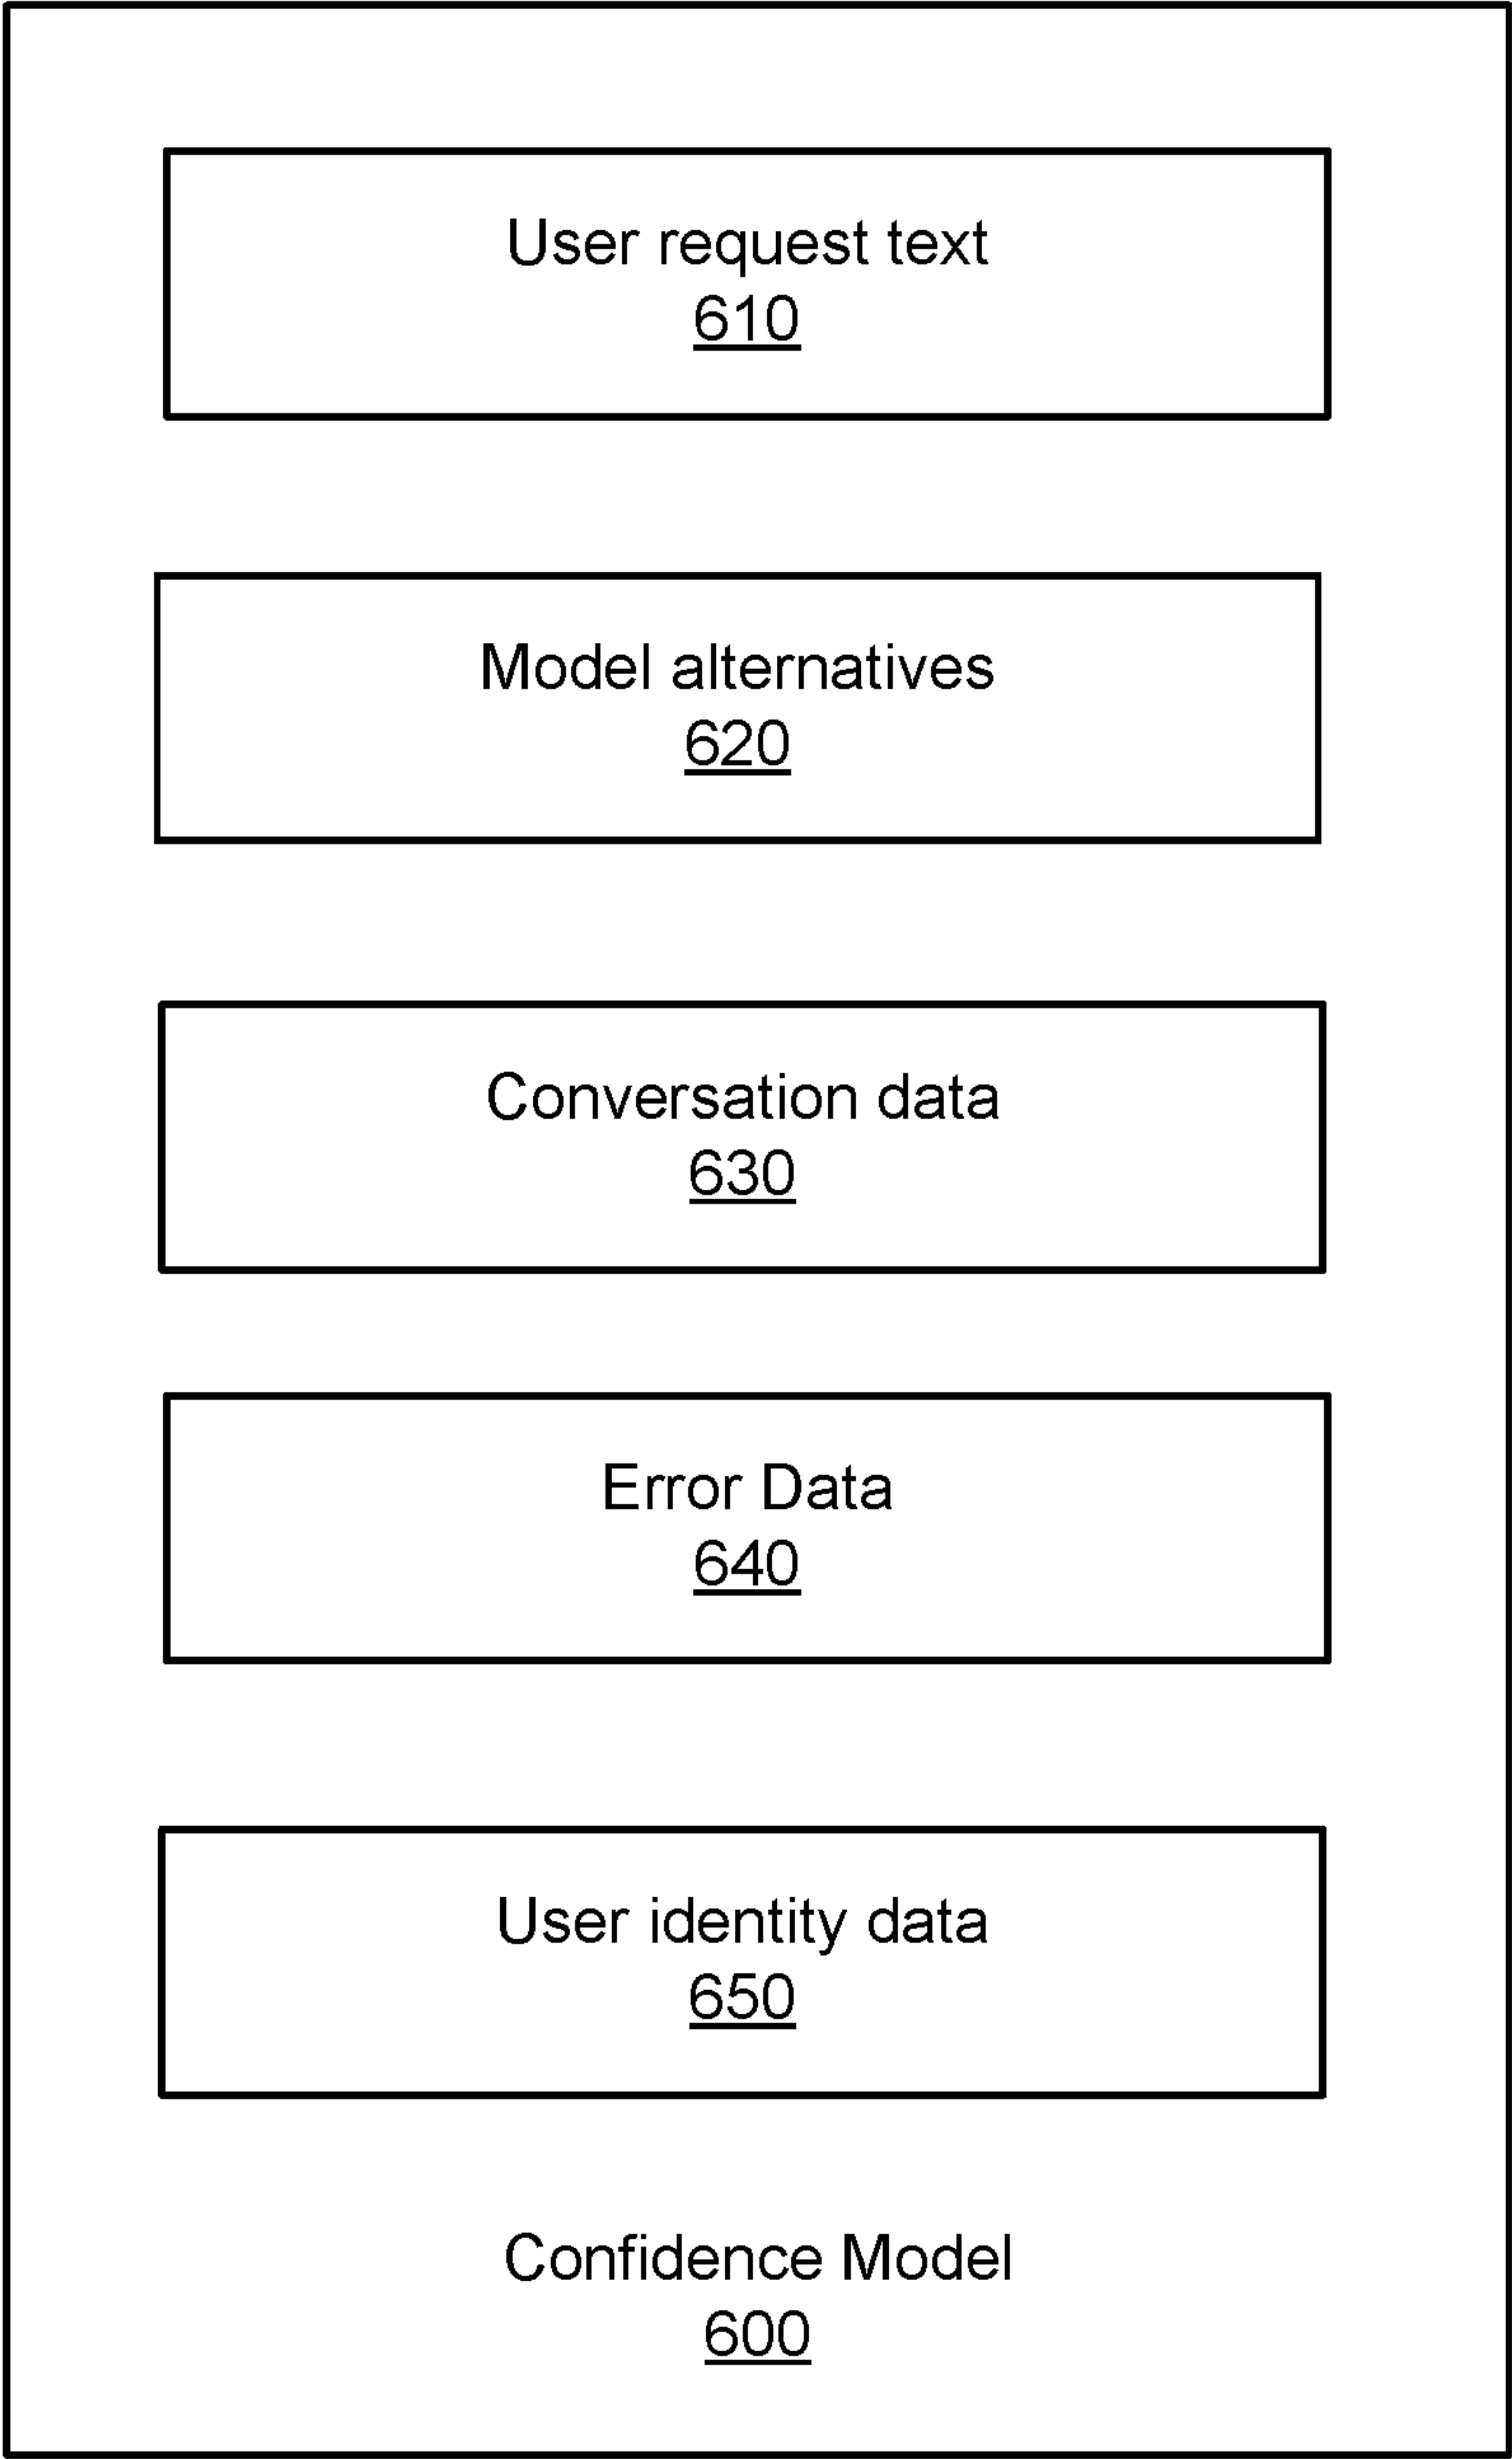 User request text
610
Model alternatives
620
Conversation data
630
Error Data
640
User identity data
650
Confidence Model
600